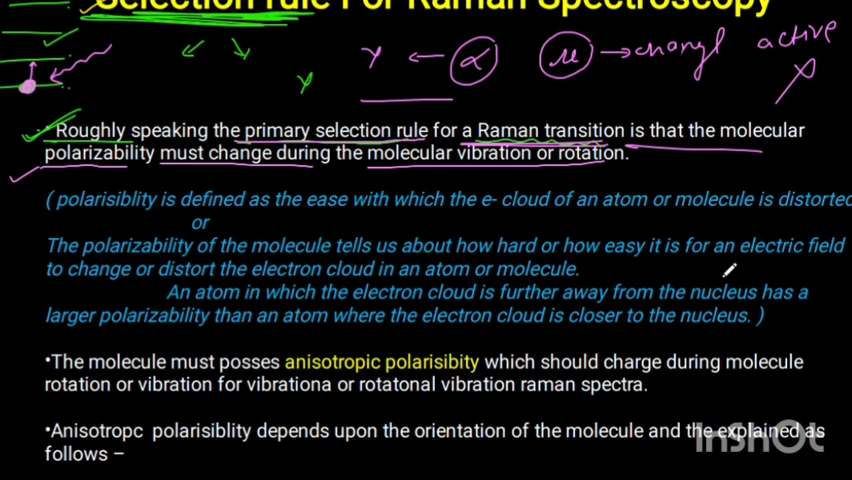 Selection rule For Raman Spectroscopy
α μ → changl active
Roughly speaking the primary selection rule for a Raman transition is that the molecular
polarizability must change during the molecular vibration or rotation.
( polarisiblity is defined as the ease with which the e- cloud of an atom or molecule is distorted
or
The polarizability of the molecule tells us about how hard or how easy it is for an electric field
to change or distort the electron cloud in an atom or molecule.
An atom in which the electron cloud is further away from the nucleus has a
larger polarizability than an atom where the electron cloud is closer to the nucleus. )
•The molecule must posses anisotropic polarisibity which should charge during molecule
rotation or vibration for vibrationa or rotatonal vibration raman spectra.
•Anisotropc polarisiblity depends upon the orientation of the molecule and the explained as
follows –
InShOt